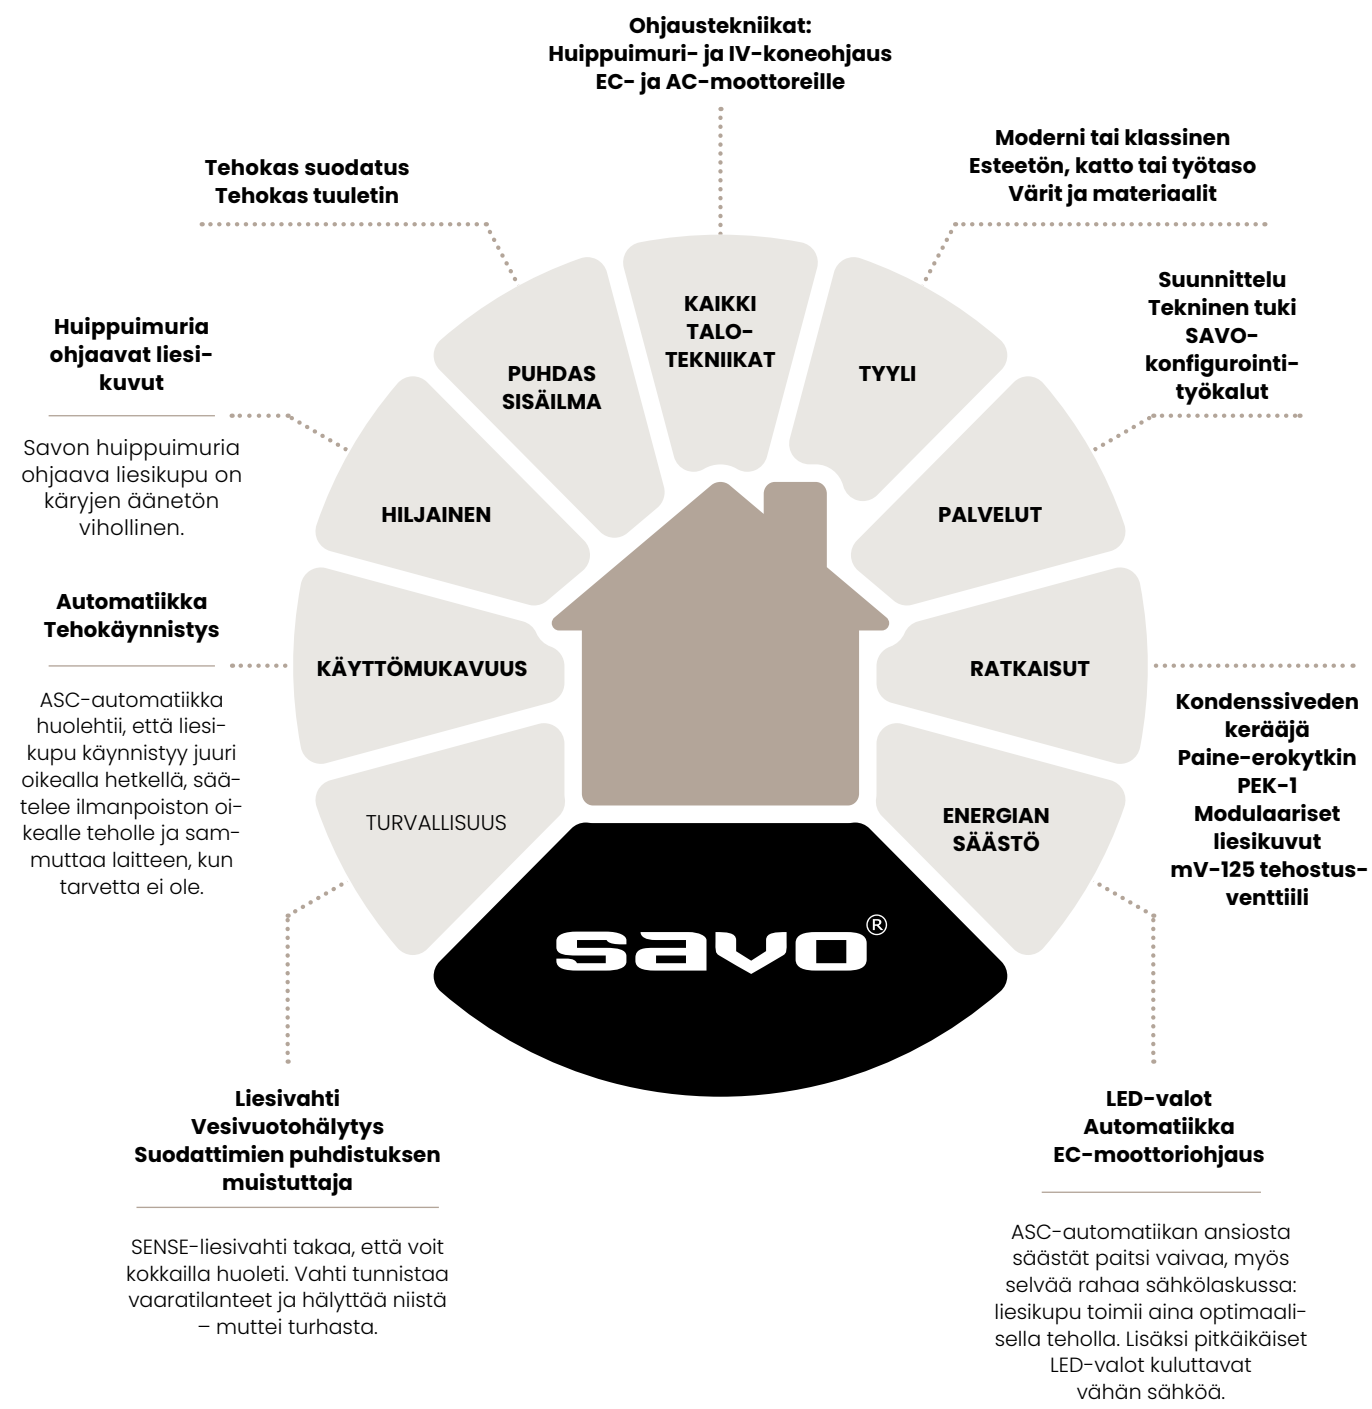 Ohjaustekniikat:
Huippuimuri- ja IV-koneohjaus
EC- ja AC-moottoreille
Tehokas suodatus
Tehokas tuuletin
Moderni tai klassinen
Esteetön, katto tai työtaso
Värit ja materiaalit
Huippuimuria
ohjaavat liesi-
kuvut
Savon huippuimuria
ohjaava liesikupu on
käryjen äänetön
vihollinen.
Suunnittelu
Tekninen tuki
SAVO-
konfigurointi-
työkalut
KAIKKI
TALO-
TEKNIIKAT
PUHDAS
SISÄILMA
TYYLI
HILJAINEN
PALVELUT
Automatiikka
Tehokäynnistys
ASC-automatiikka
huolehtii, että liesi-
kupu käynnistyy juuri
oikealla hetkellä, sää-
telee ilmanpoiston oi-
kealle teholle ja sam-
muttaa laitteen, kun
tarvetta ei ole.
KÄYTTÖMUKAVUUS
RATKAISUT
Kondenssiveden
kerääjä
Paine-erokytkin
PEK-1
Modulaariset
liesikuvut
mV-125 tehostus-
venttiili
TURVALLISUUS
ENERGIAN
SÄÄSTÖ
savo®
Liesivahti
Vesivuotohälytys
Suodattimien puhdistuksen
muistuttaja
SENSE-liesivahti takaa, että voit
kokkailla huoleti. Vahti tunnistaa
vaaratilanteet ja hälyttää niistä
– muttei turhasta.
LED-valot
Automatiikka
EC-moottoriohjaus
ASC-automatiikan ansiosta
säästät paitsi vaivaa, myös
selvää rahaa sähkölaskussa:
liesikupu toimii aina optimaali-
sella teholla. Lisäksi pitkäikäiset
LED-valot kuluttavat
vähän sähköä.